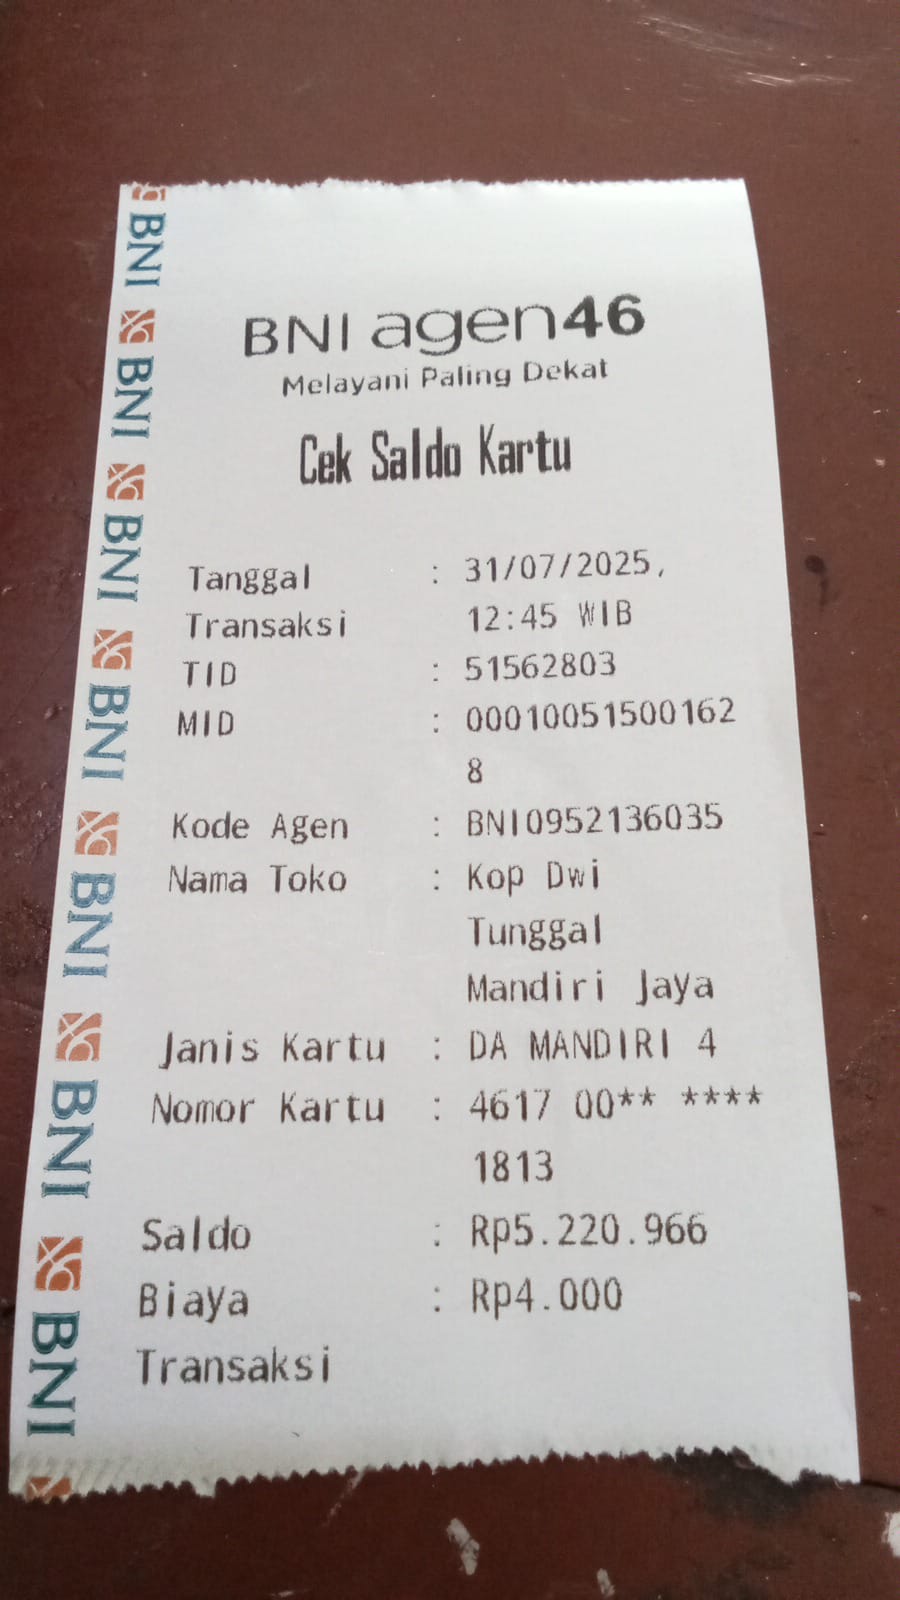 BNI agen46
Melayani Paling Dekat
Cek Saldo Kartu
Tanggal : 31/07/2025,
Transaksi 12:45 WIB
TID : 51562803
MID : 00010051500162
8
Kode Agen : BNI0952136035
Nama Toko : Kop Dwi
Tunggal
Mandiri Jaya
Janis Kartu : DA MANDIRI 4
Nomor Kartu : 4617 00** ****
1813
Saldo : Rp5.220.966
Biaya : Rp4.000
Transaksi
BNI
BNI
BNI
BNI
BNI
BNI
BNI